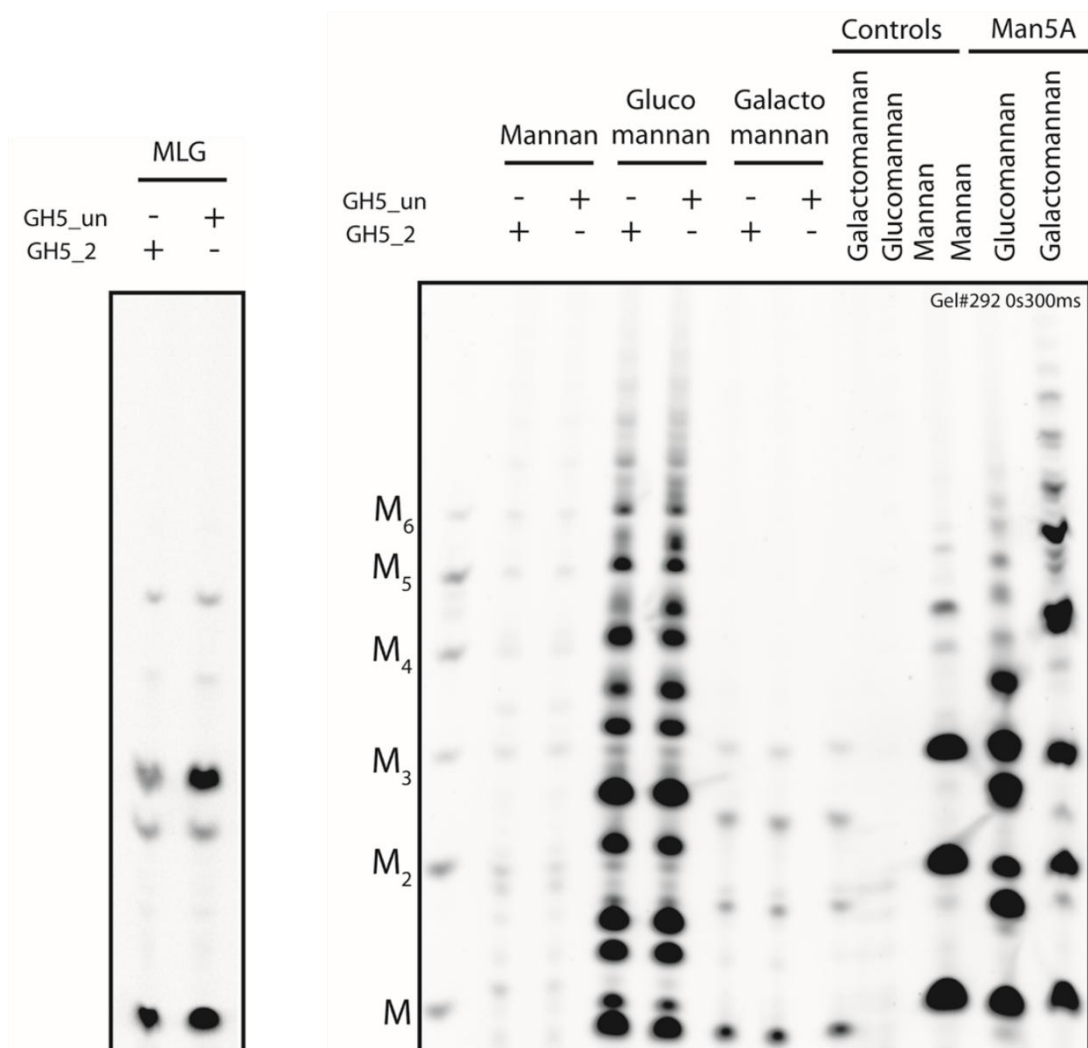 MLG
GH5_un - +
GH5_2 + -
Controls
Man5A
Mannan
Gluco
mannan
Galacto
mannan
Galactomannan
Glucomannan
Mannan
Mannan
Glucomannan
Galactomannan
GH5_un - + - + - +
GH5_2 + - + - + -
Gel#292 0s300ms
M6
M5
M4
M3
M2
M